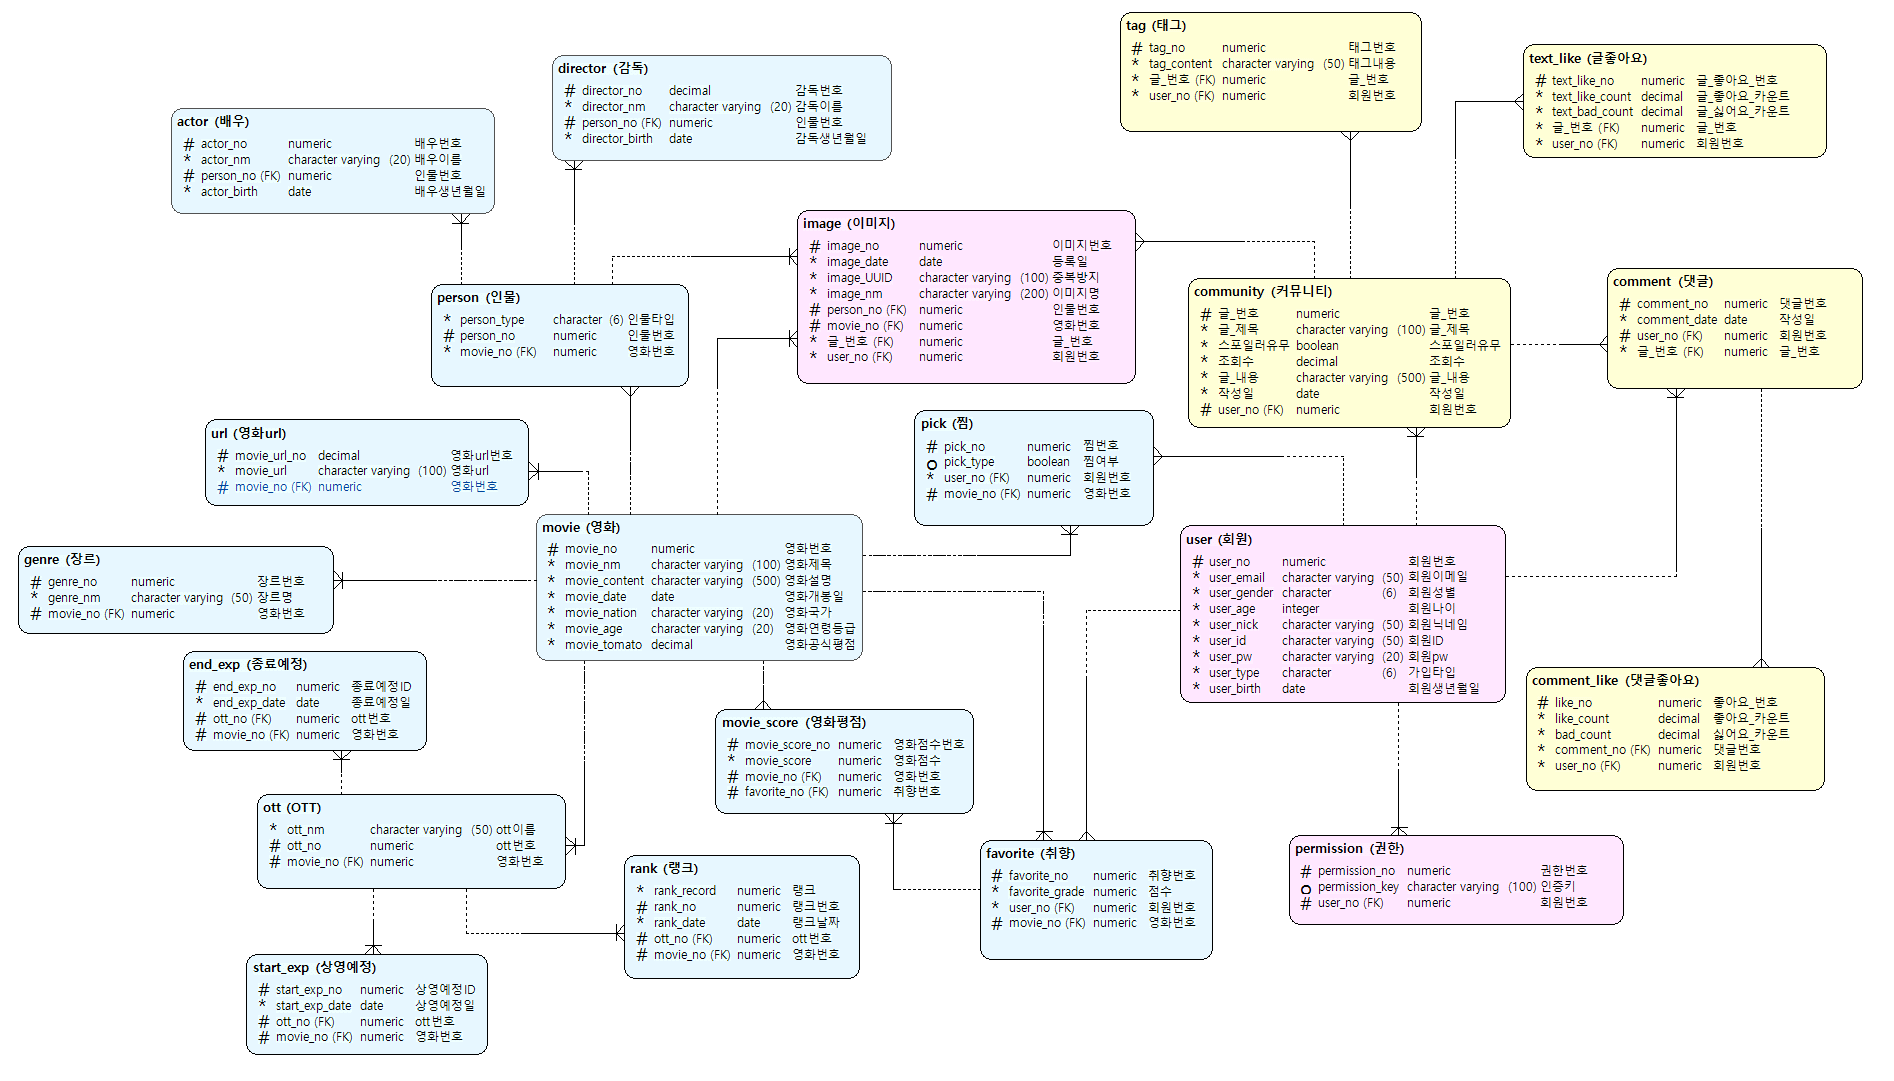 tag (태그)
# tag_no numeric 태그번호
* tag_content character varying (50) 태그내용
* 글_번호 (FK) numeric 글_번호
* user_no (FK) numeric 회원번호
text_like (글좋아요)
# text_like_no numeric 글_좋아요_번호
* text_like_count decimal 글_좋아요_카운트
* text_bad_count decimal 글_싫어요_카운트
* 글_번호 (FK) numeric 글_번호
* user_no (FK) numeric 회원번호
director (감독)
# director_no decimal 감독번호
* director_nm character varying (20) 감독이름
# person_no (FK) numeric 인물번호
* director_birth date 감독생년월일
actor (배우)
# actor_no numeric 배우번호
* actor_nm character varying (20) 배우이름
# person_no (FK) numeric 인물번호
* actor_birth date 배우생년월일
image (이미지)
# image_no numeric 이미지번호
* image_date date 등록일
* image_UUID character varying (100) 중복방지
* image_nm character varying (200) 이미지명
# person_no (FK) numeric 인물번호
# movie_no (FK) numeric 영화번호
* 글_번호 (FK) numeric 글_번호
* user_no (FK) numeric 회원번호
person (인물)
* person_type character (6) 인물타입
# person_no numeric 인물번호
* movie_no (FK) numeric 영화번호
community (커뮤니티)
# 글_번호 numeric 글_번호
* 글_제목 character varying (100) 글_제목
* 스포일러유무 boolean 스포일러유무
* 조회수 decimal 조회수
* 글_내용 character varying (500) 글_내용
* 작성일 date 작성일
# user_no (FK) numeric 회원번호
comment (댓글)
# comment_no numeric 댓글번호
* comment_date date 작성일
# user_no (FK) numeric 회원번호
* 글_번호 (FK) numeric 글_번호
url (영화url)
# movie_url_no decimal 영화url번호
* movie_url character varying (100) 영화url
# movie_no (FK) numeric 영화번호
pick (찜)
# pick_no numeric 찜번호
o pick_type boolean 찜여부
* user_no (FK) numeric 회원번호
# movie_no (FK) numeric 영화번호
movie (영화)
# movie_no numeric 영화번호
* movie_nm character varying (100) 영화제목
* movie_content character varying (500) 영화설명
* movie_date date 영화개봉일
* movie_nation character varying (20) 영화국가
* movie_age character varying (20) 영화연령등급
* movie_tomato decimal 영화공식평점
user (회원)
# user_no numeric 회원번호
* user_email character varying (50) 회원이메일
* user_gender character (6) 회원성별
* user_age integer 회원나이
* user_nick character varying (50) 회원닉네임
* user_id character varying (50) 회원ID
* user_pw character varying (20) 회원pw
* user_type character (6) 가입타입
* user_birth date 회원생년월일
genre (장르)
# genre_no numeric 장르번호
* genre_nm character varying (50) 장르명
# movie_no (FK) numeric 영화번호
end_exp (종료예정)
# end_exp_no numeric 종료예정ID
* end_exp_date date 종료예정일
# ott_no (FK) numeric ott번호
# movie_no (FK) numeric 영화번호
movie_score (영화평점)
# movie_score_no numeric 영화점수번호
* movie_score numeric 영화점수
# movie_no (FK) numeric 영화번호
# favorite_no (FK) numeric 취향번호
comment_like (댓글좋아요)
# like_no numeric 좋아요_번호
* like_count decimal 좋아요_카운트
* bad_count decimal 싫어요_카운트
* comment_no (FK) numeric 댓글번호
* user_no (FK) numeric 회원번호
ott (OTT)
* ott_nm character varying (50) ott이름
# ott_no numeric ott번호
# movie_no (FK) numeric 영화번호
rank (랭크)
* rank_record numeric 랭크
# rank_no numeric 랭크번호
* rank_date date 랭크날짜
# ott_no (FK) numeric ott번호
# movie_no (FK) numeric 영화번호
favorite (취향)
# favorite_no numeric 취향번호
* favorite_grade numeric 점수
* user_no (FK) numeric 회원번호
# movie_no (FK) numeric 영화번호
permission (권한)
# permission_no numeric 권한번호
o permission_key character varying (100) 인증키
# user_no (FK) numeric 회원번호
start_exp (상영예정)
# start_exp_no numeric 상영예정ID
* start_exp_date date 상영예정일
# ott_no (FK) numeric ott번호
# movie_no (FK) numeric 영화번호